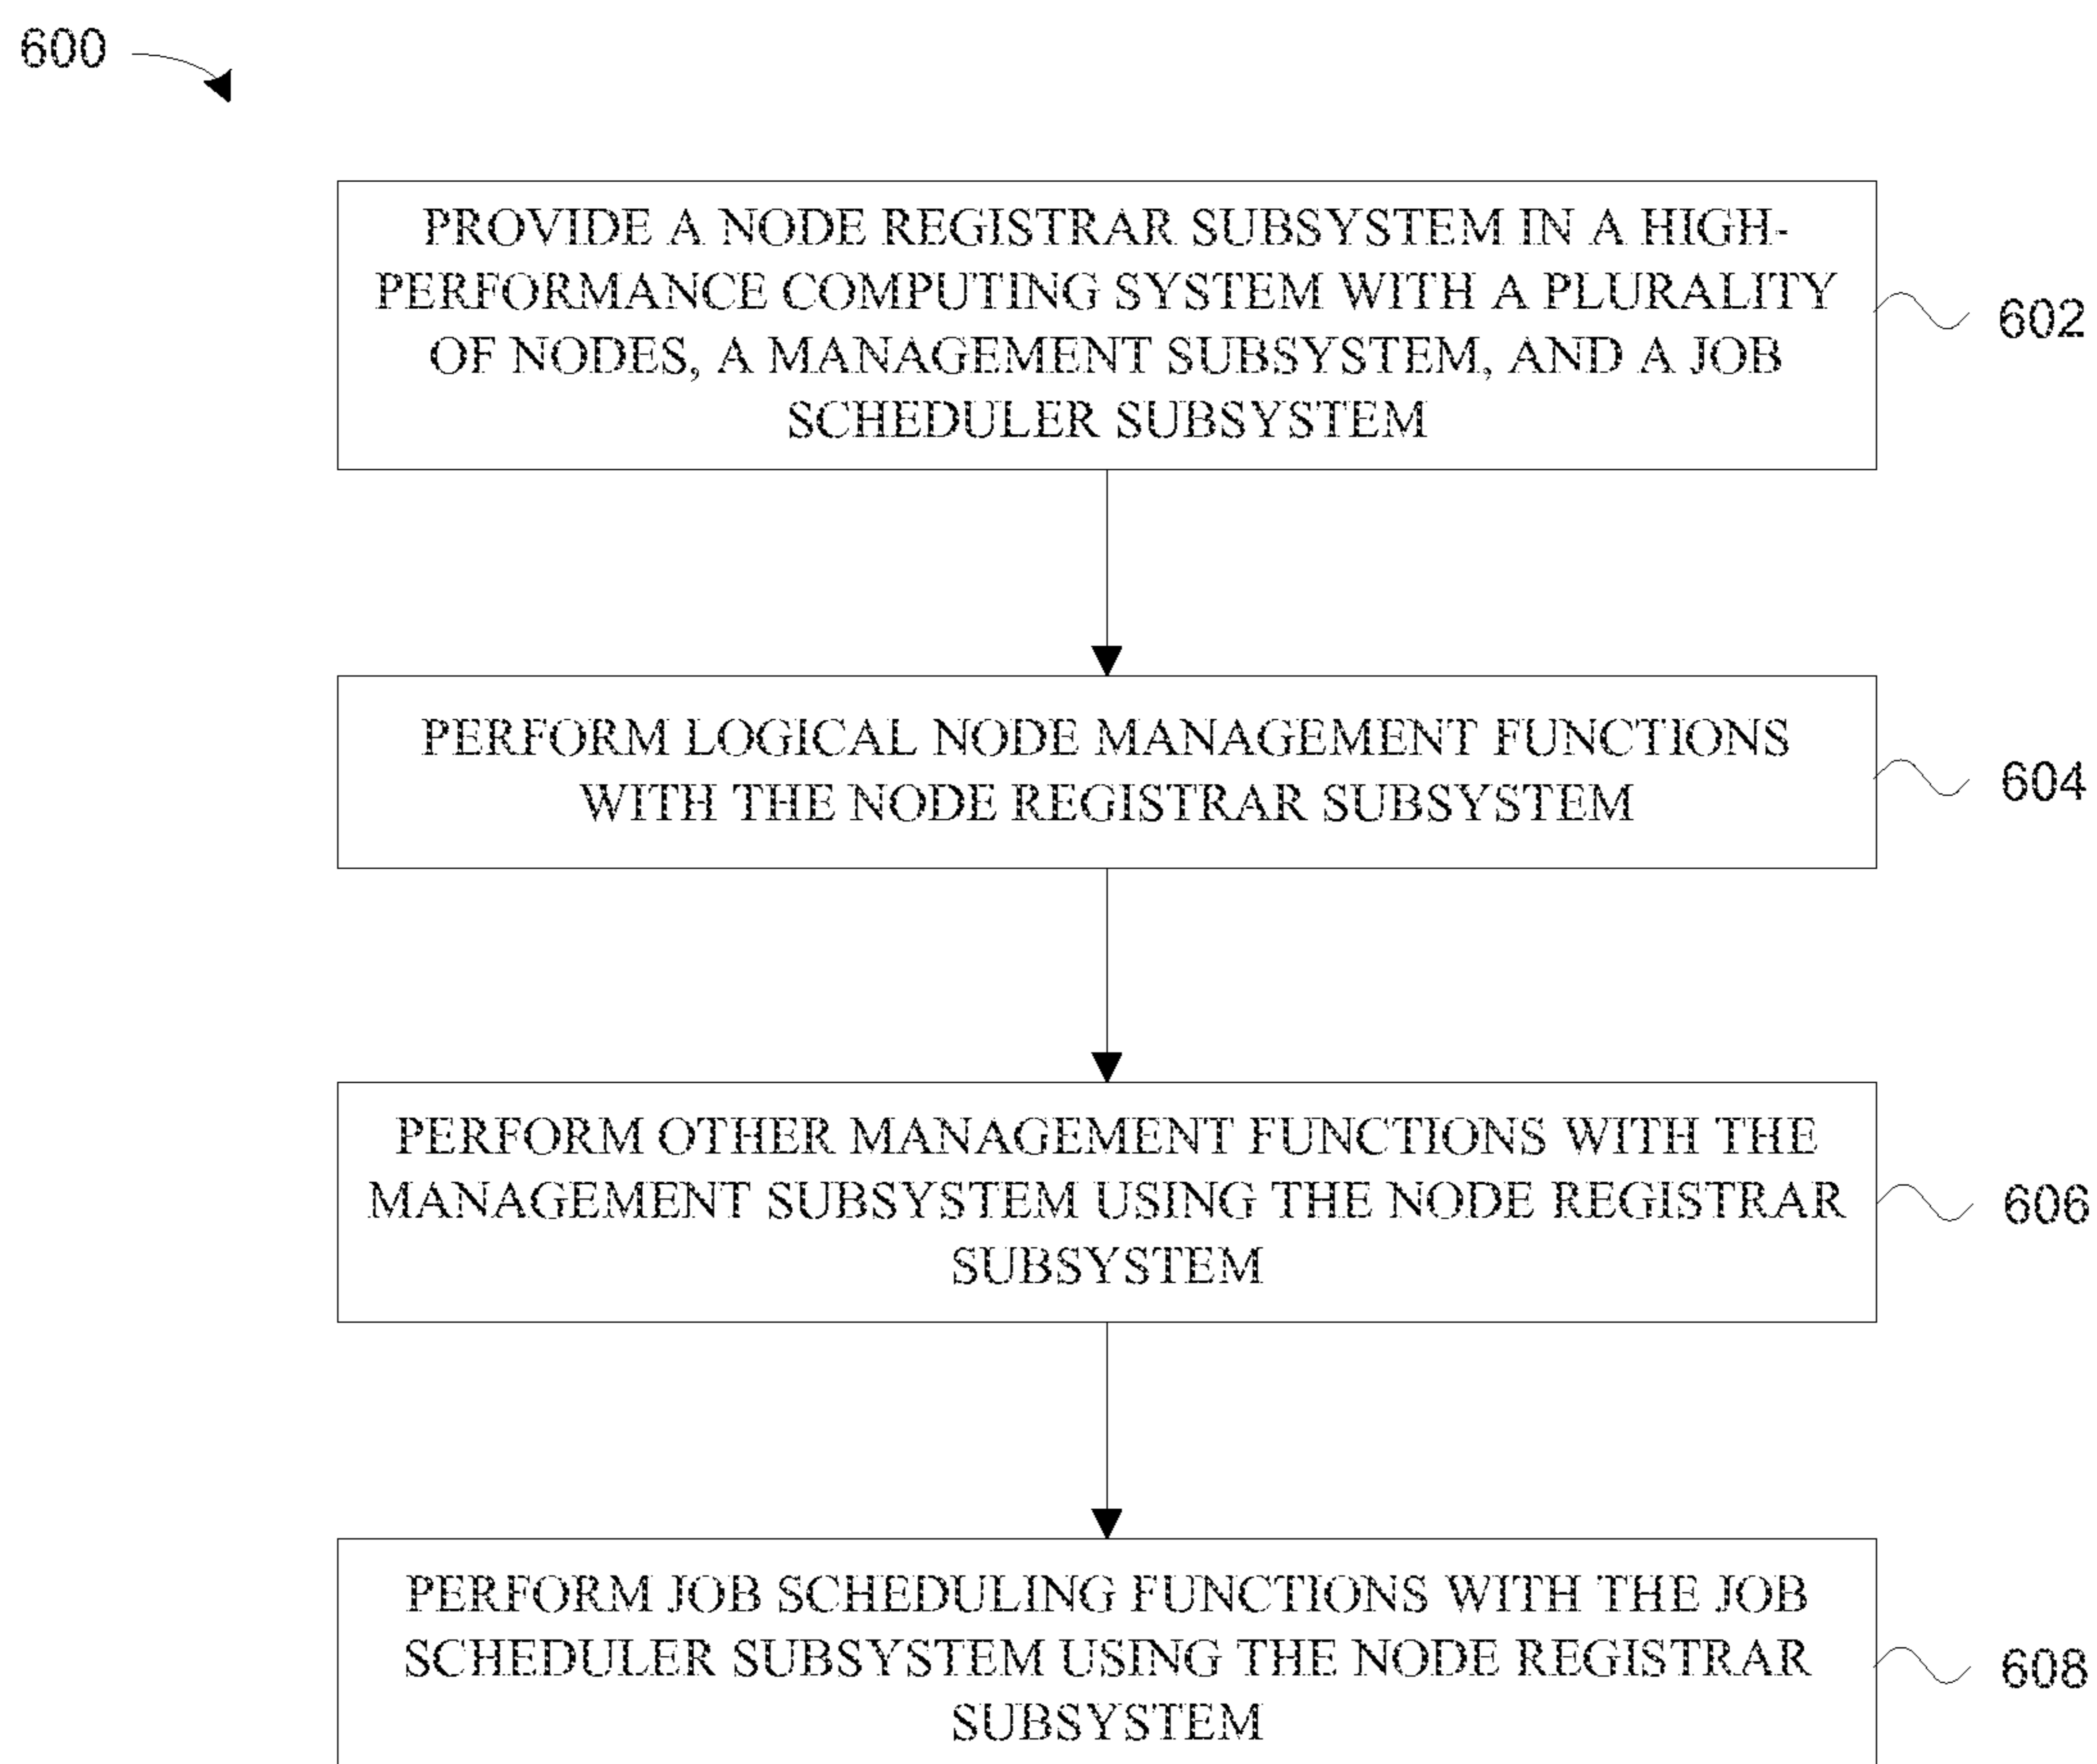 600
PROVIDE A NODE REGISTRAR SUBSYSTEM IN A HIGH-
PERFORMANCE COMPUTING SYSTEM WITH A PLURALITY
OF NODES, A MANAGEMENT SUBSYSTEM, AND A JOB
SCHEDULER SUBSYSTEM
602
PERFORM LOGICAL NODE MANAGEMENT FUNCTIONS
WITH THE NODE REGISTRAR SUBSYSTEM
604
PERFORM OTHER MANAGEMENT FUNCTIONS WITH THE
MANAGEMENT SUBSYSTEM USING THE NODE REGISTRAR
SUBSYSTEM
606
PERFORM JOB SCHEDULING FUNCTIONS WITH THE JOB
SCHEDULER SUBSYSTEM USING THE NODE REGISTRAR
SUBSYSTEM
608